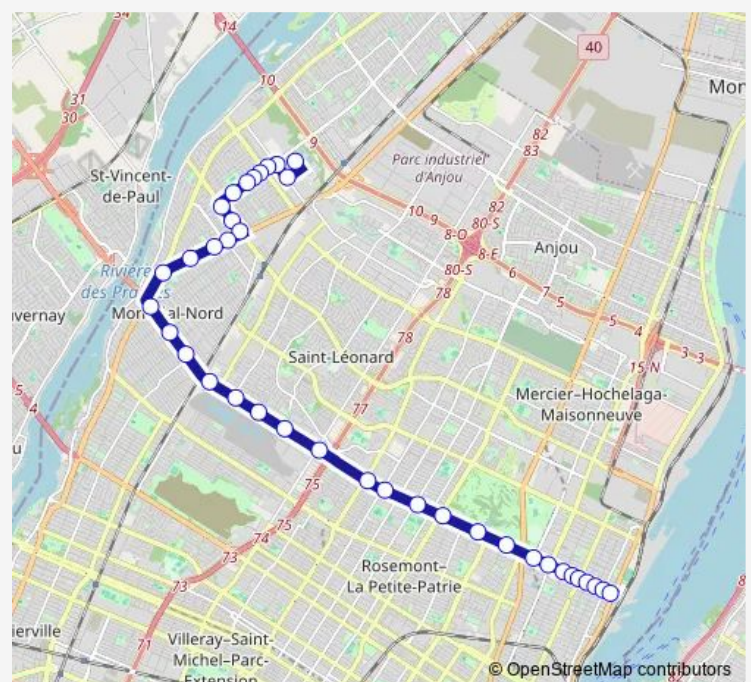 34
14
40
Mor
31
30
10
82
83
9
St-Vincent-
de-Paul
Parc industriel
d'Anjou
10
9
82
80-S
8-O
8-E
80-S
Anjou
6
Rivière
des Prairies
78
7
5
uvernay
Montréal-Nord
78
5
4
Saint-Léonard
15 N
3
3
5
4
77
Mercier–Hochelaga-
Maisonneuve
u
75
75
74
73
73
Rosemont–
La Petite-Patrie
8
ierville
71
Villeray–Saint-
Michel–Parc-
Extension
© OpenStreetMap contributors